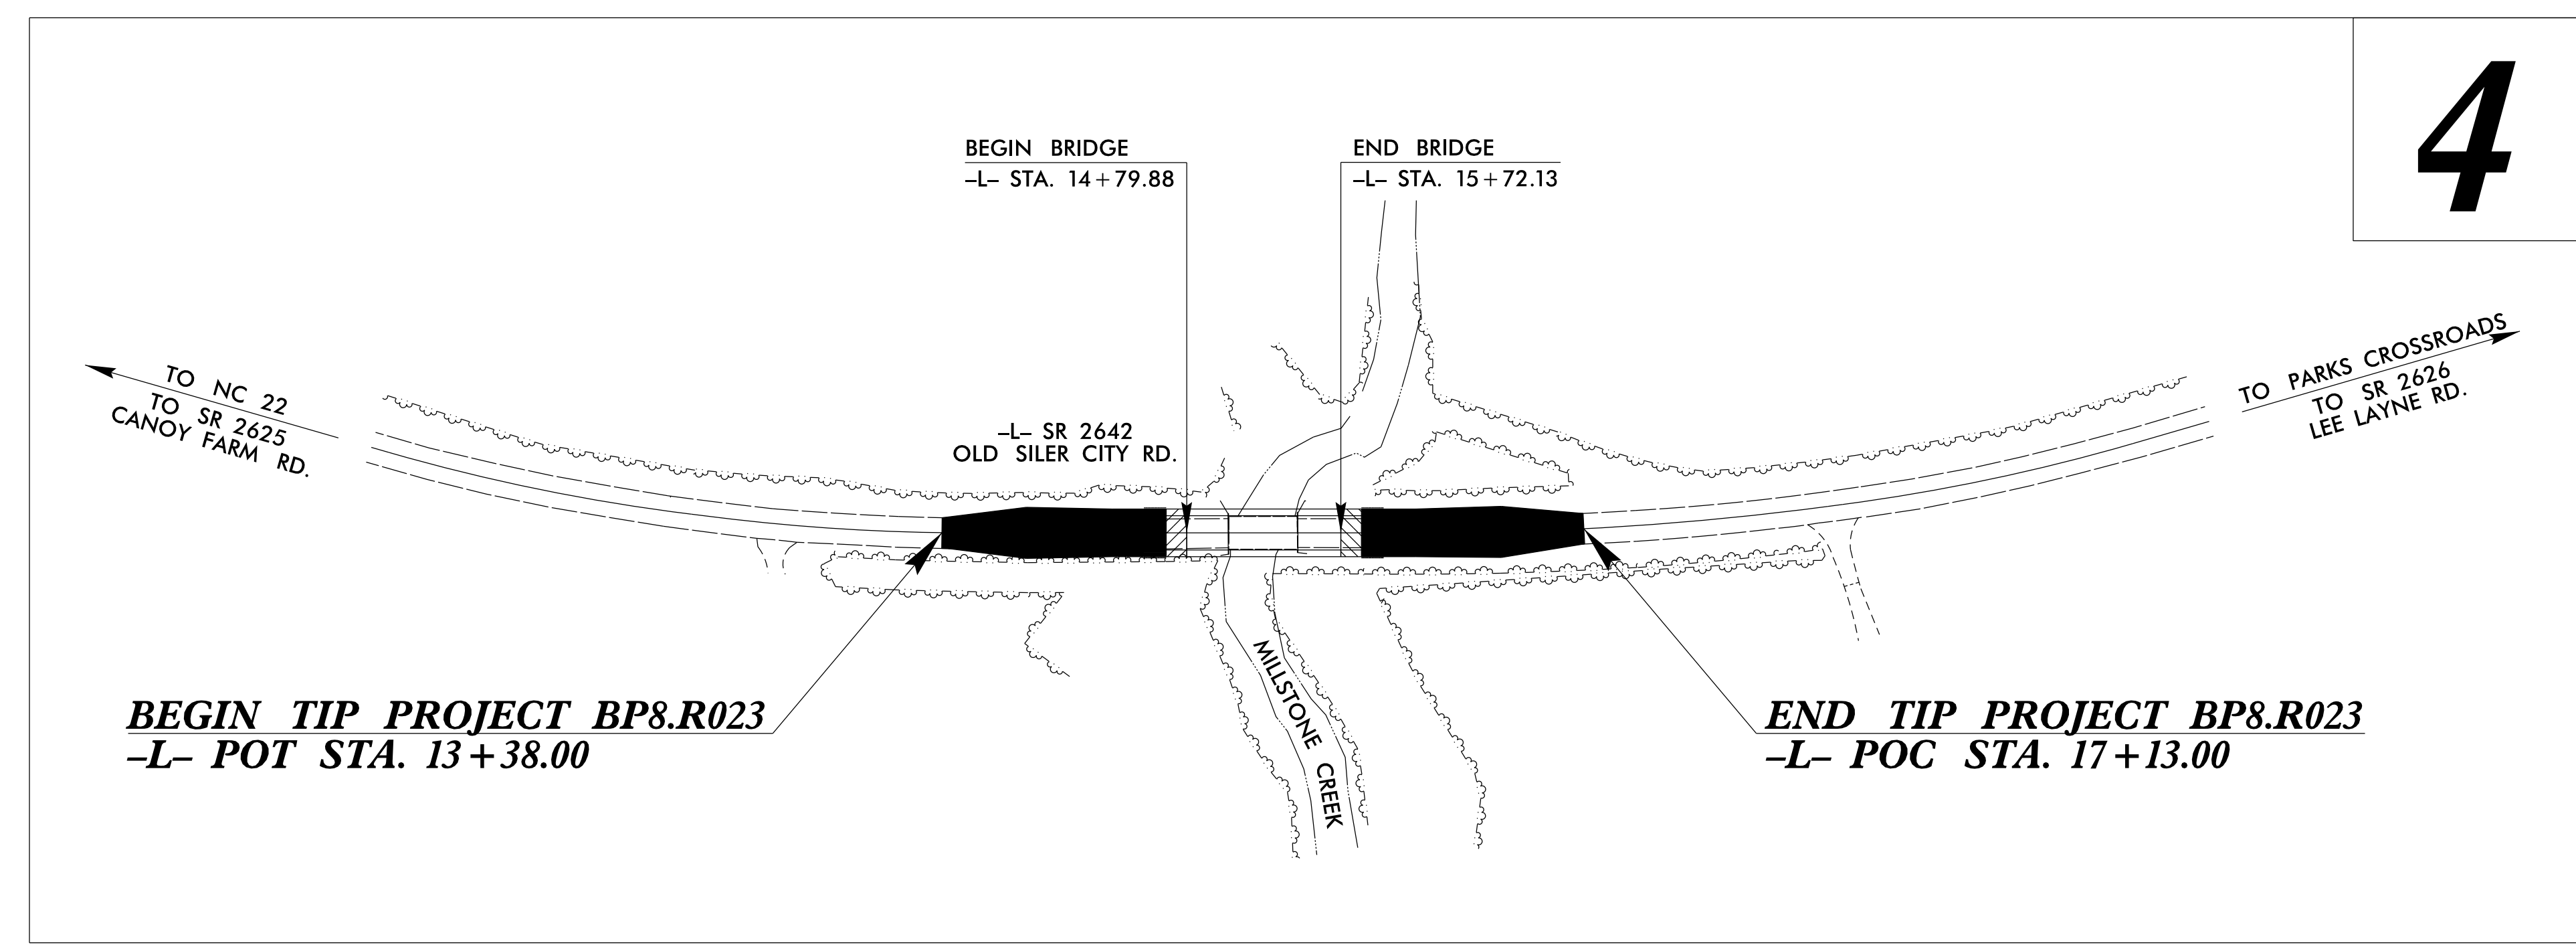 4
BEGIN BRIDGE
–L– STA. 14+79.88
END BRIDGE
–L– STA. 15+72.13
TO NC 22
TO SR 2625
CANOY FARM RD.
–L– SR 2642
OLD SILER CITY RD.
TO PARKS CROSSROADS
TO SR 2626
LEE LAYNE RD.
MILLSTONE CREEK
BEGIN TIP PROJECT BP8.R023
–L– POT STA. 13+38.00
END TIP PROJECT BP8.R023
–L– POC STA. 17+13.00